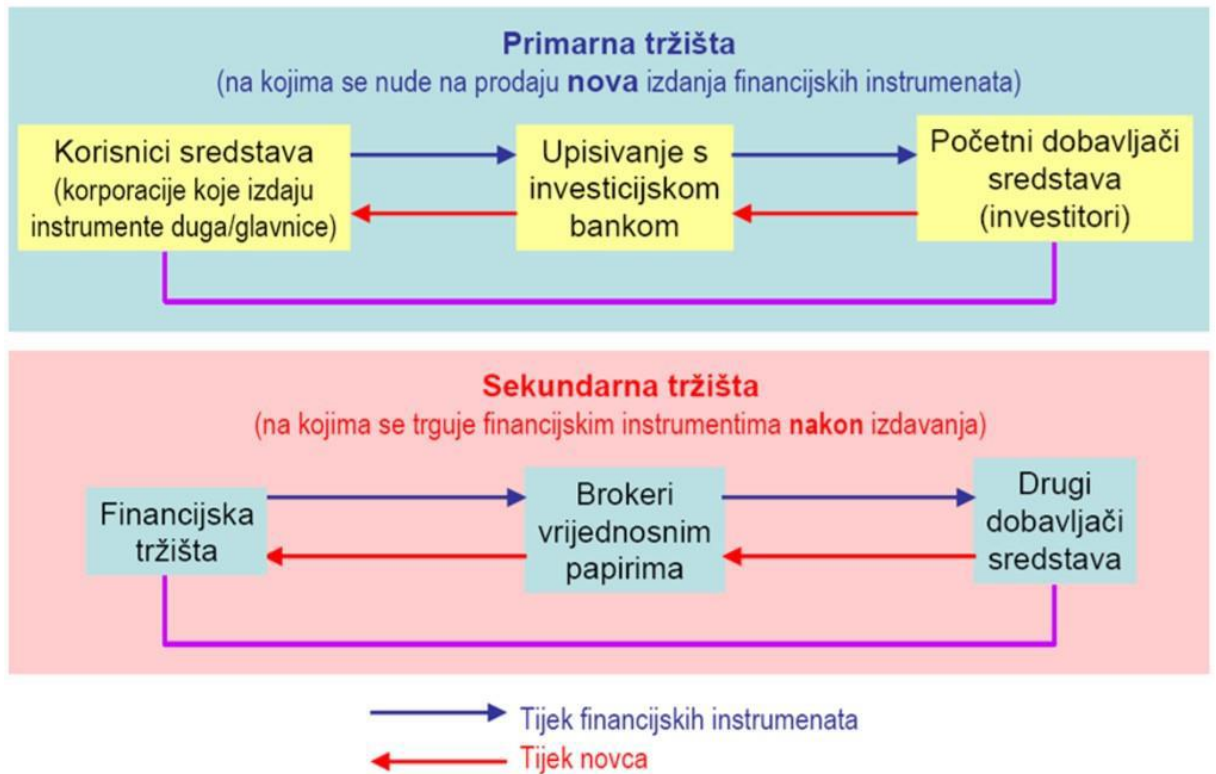 Primarna tržišta
(na kojima se nude na prodaju nova izdanja financijskih instrumenata)
Korisnici sredstava
(korporacije koje izdaju
instrumente duga/glavnice)
Upisivanje s
investicijskom
bankom
Početni dobavljači
sredstava
(investitori)
Sekundarna tržišta
(na kojima se trguje financijskim instrumentima nakon izdavanja)
Financijska
tržišta
Brokeri
vrijednosnim
papirima
Drugi
dobavljači
sredstava
Tijek financijskih instrumenata
Tijek novca